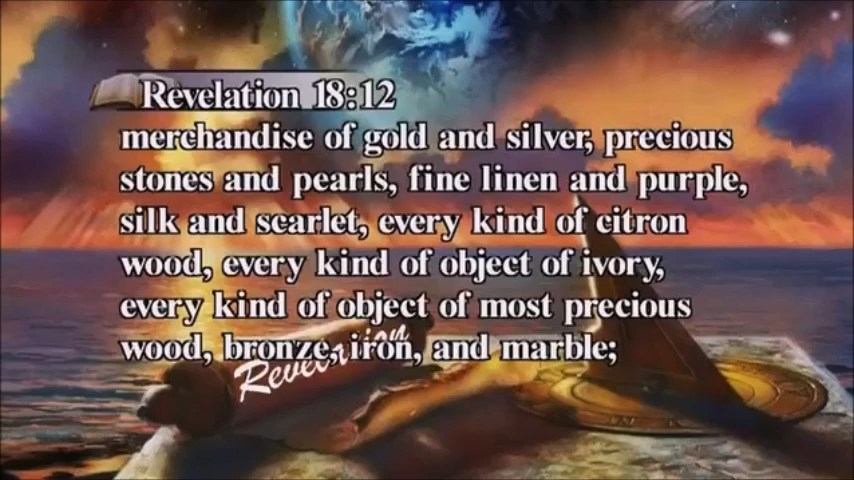 Revelation 18:12
merchandise of gold and silver, precious
stones and pearls, fine linen and purple,
silk and scarlet, every kind of citron
wood, every kind of object of ivory,
every kind of object of most precious
wood, bronze, iron, and marble;
Revelation